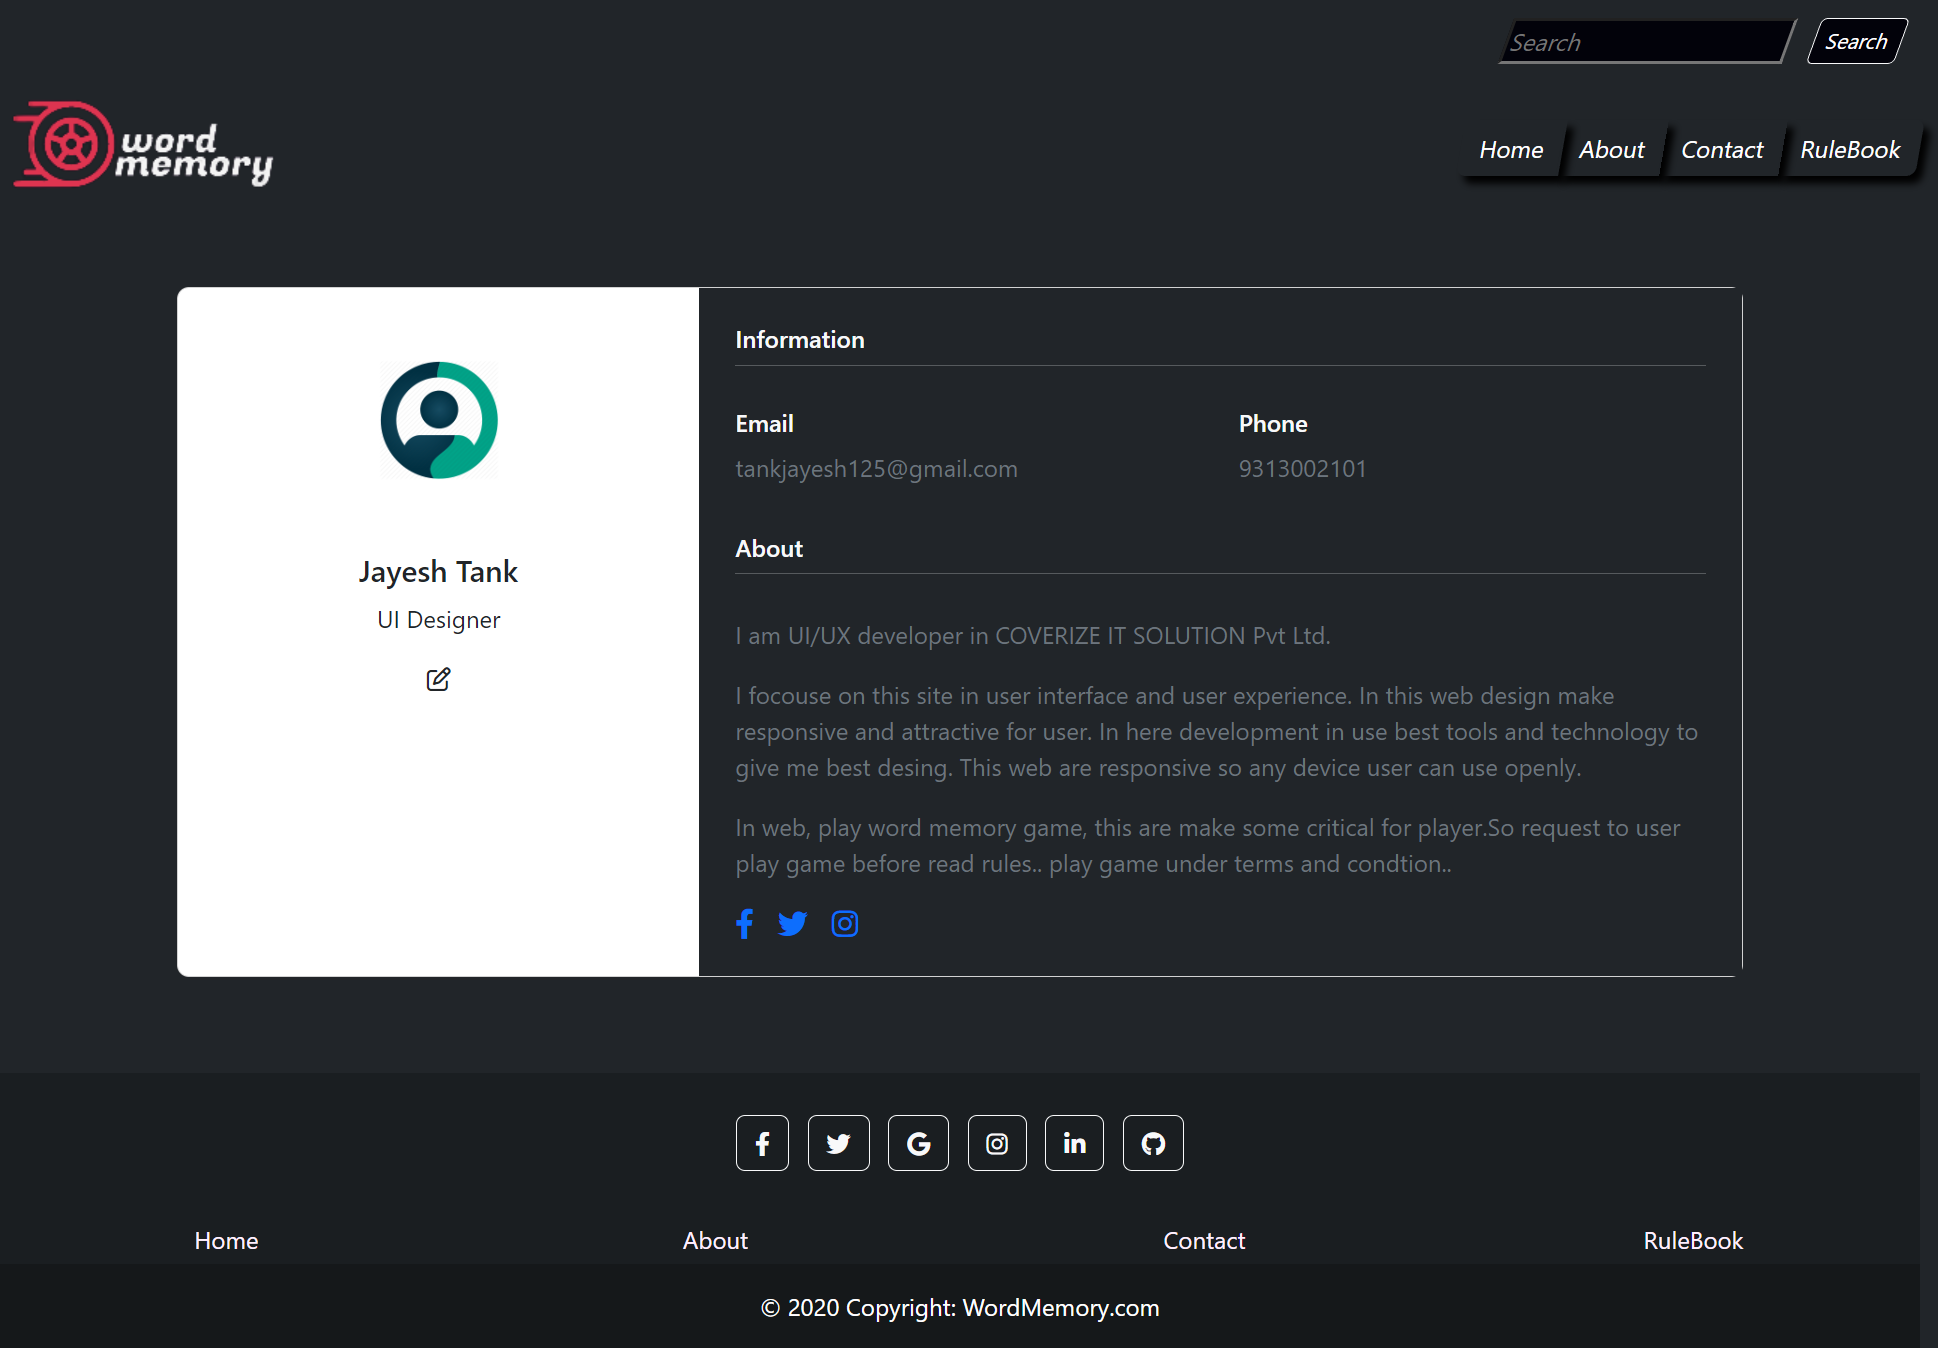 Search
Search
word
memory
Home About Contact RuleBook
Information
Email Phone
tankjayesh125@gmail.com 9313002101
Jayesh Tank
UI Designer
About
I am UI/UX developer in COVERIZE IT SOLUTION Pvt Ltd.
I focouse on this site in user interface and user experience. In this web design make
responsive and attractive for user. In here development in use best tools and technology to
give me best desing. This web are responsive so any device user can use openly.
In web, play word memory game, this are make some critical for player.So request to user
play game before read rules.. play game under terms and condtion..
Home About Contact RuleBook
© 2020 Copyright: WordMemory.com